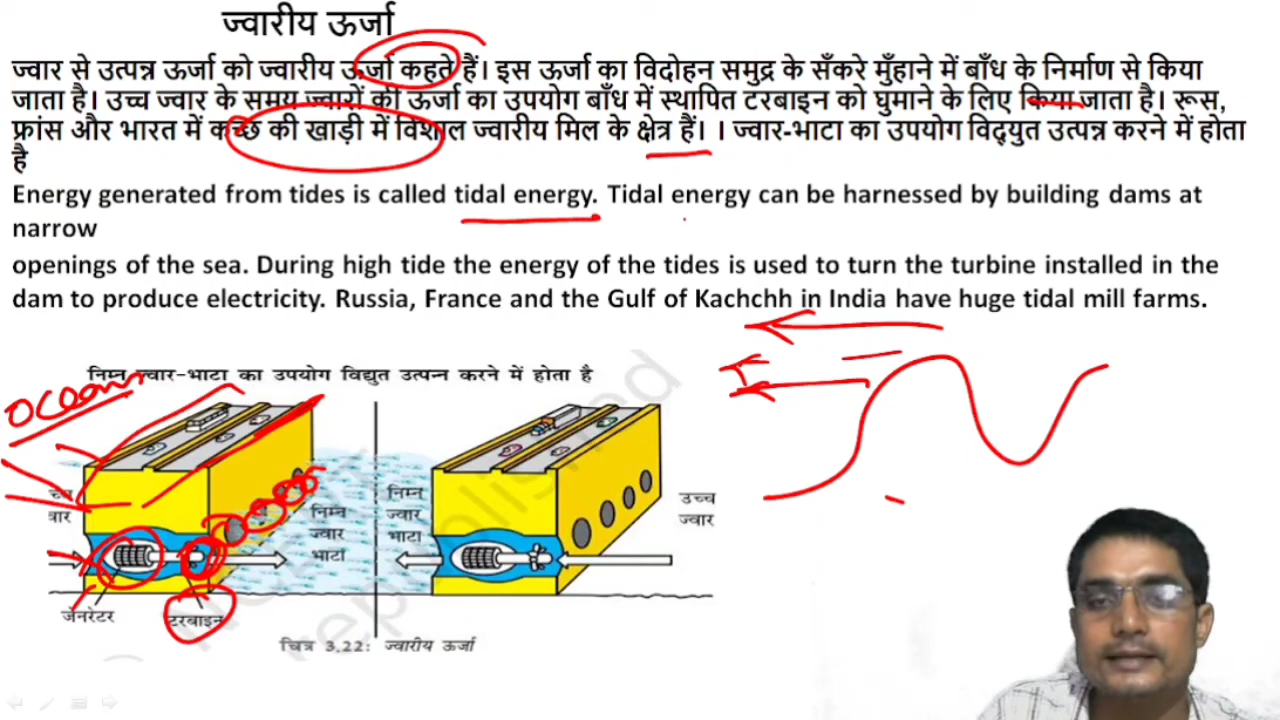 ज्वारीय ऊर्जा
ज्वार से उत्पन्न ऊर्जा को ज्वारीय ऊर्जा कहते हैं। इस ऊर्जा का विदोहन समुद्र के सँकरे मुँहाने में बाँध के निर्माण से किया
जाता है। उच्च ज्वार के समय ज्वारों की ऊर्जा का उपयोग बाँध में स्थापित टरबाइन को घुमाने के लिए किया जाता है। रूस,
फ्रांस और भारत में कच्छ की खाड़ी में विशाल ज्वारीय मिल के क्षेत्र हैं। । ज्वार-भाटा का उपयोग विद्युत उत्पन्न करने में होता
है
Energy generated from tides is called tidal energy. Tidal energy can be harnessed by building dams at
narrow
openings of the sea. During high tide the energy of the tides is used to turn the turbine installed in the
dam to produce electricity. Russia, France and the Gulf of Kachchh in India have huge tidal mill farms.
निम्न ज्वार-भाटा का उपयोग विद्युत उत्पन्न करने में होता है
ocean
निम्न
ज्वार
भाटा
निम्न
ज्वार
भाटा
उच्च
ज्वार
जेनरेटर
टरबाइन
चित्र 3.22: ज्वारीय ऊर्जा